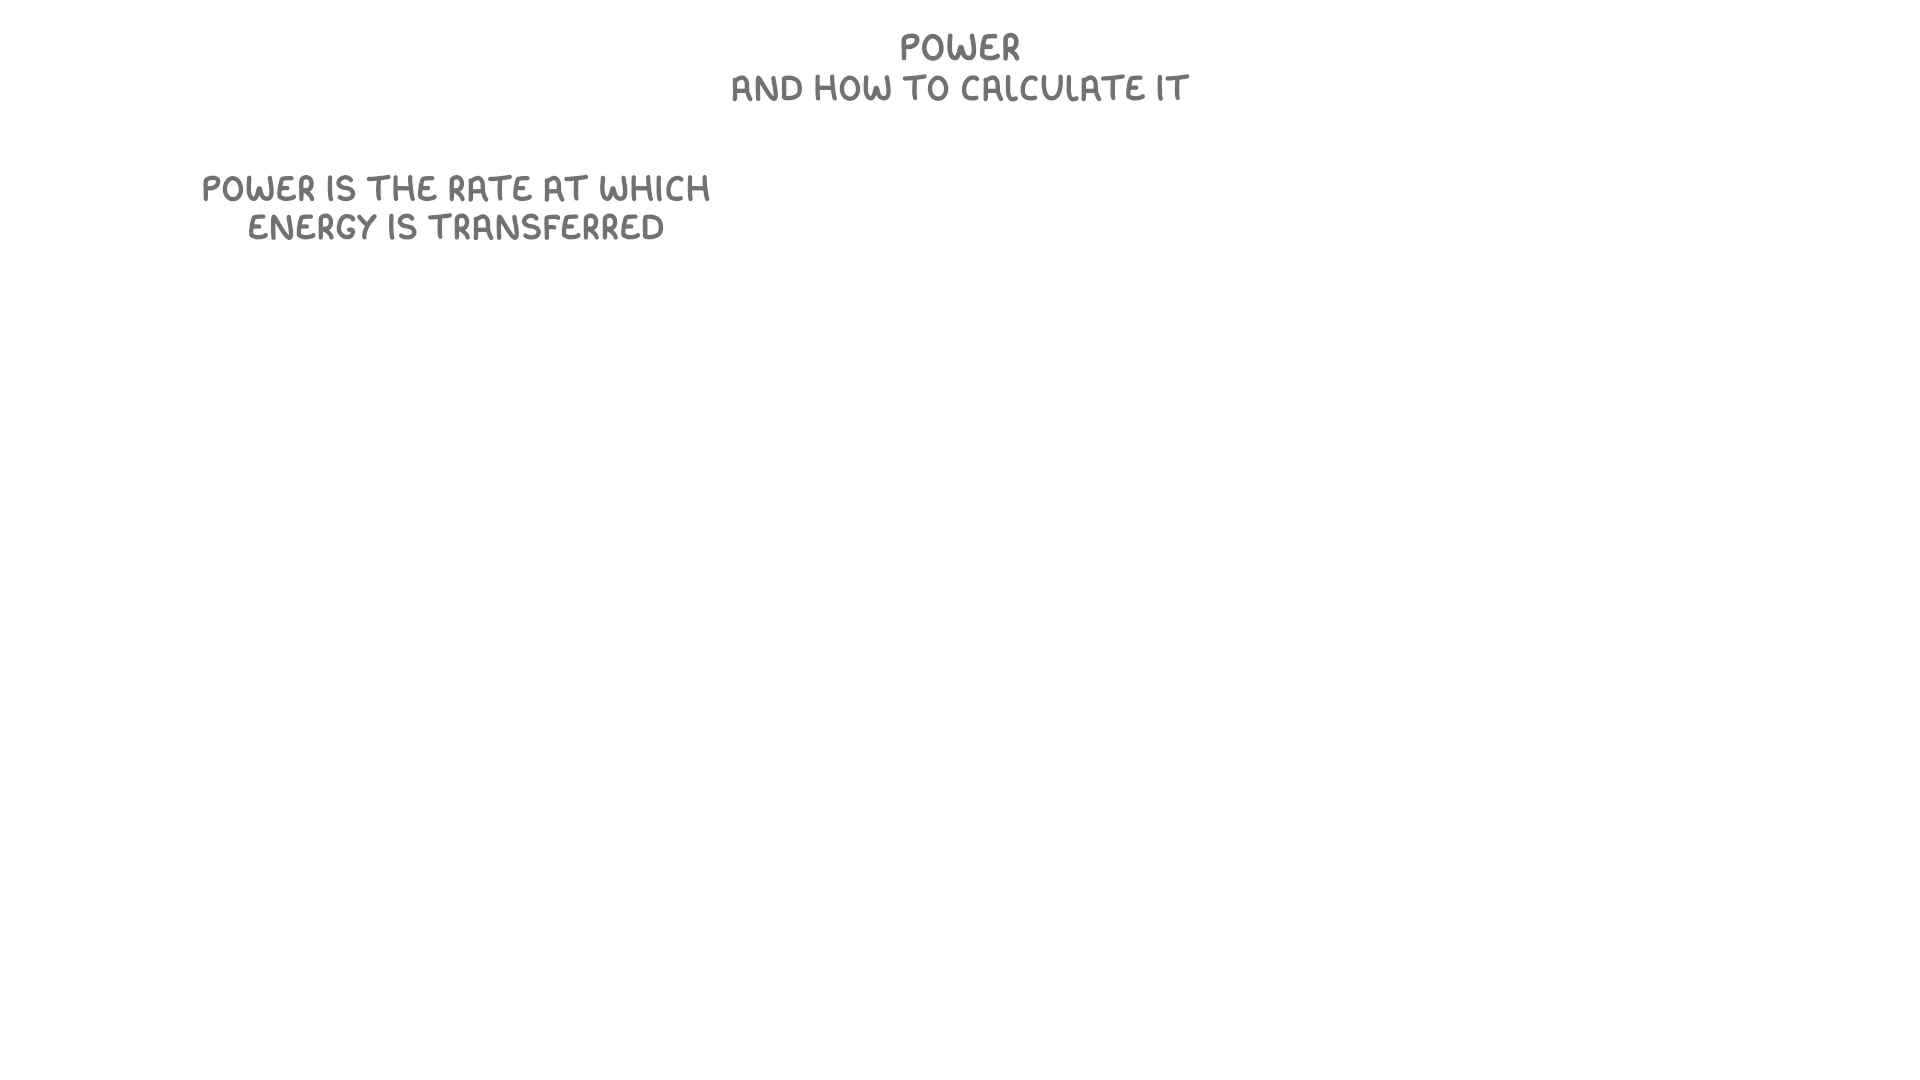 POWER
AND HOW TO CALCULATE IT
POWER IS THE RATE AT WHICH
ENERGY IS TRANSFERRED